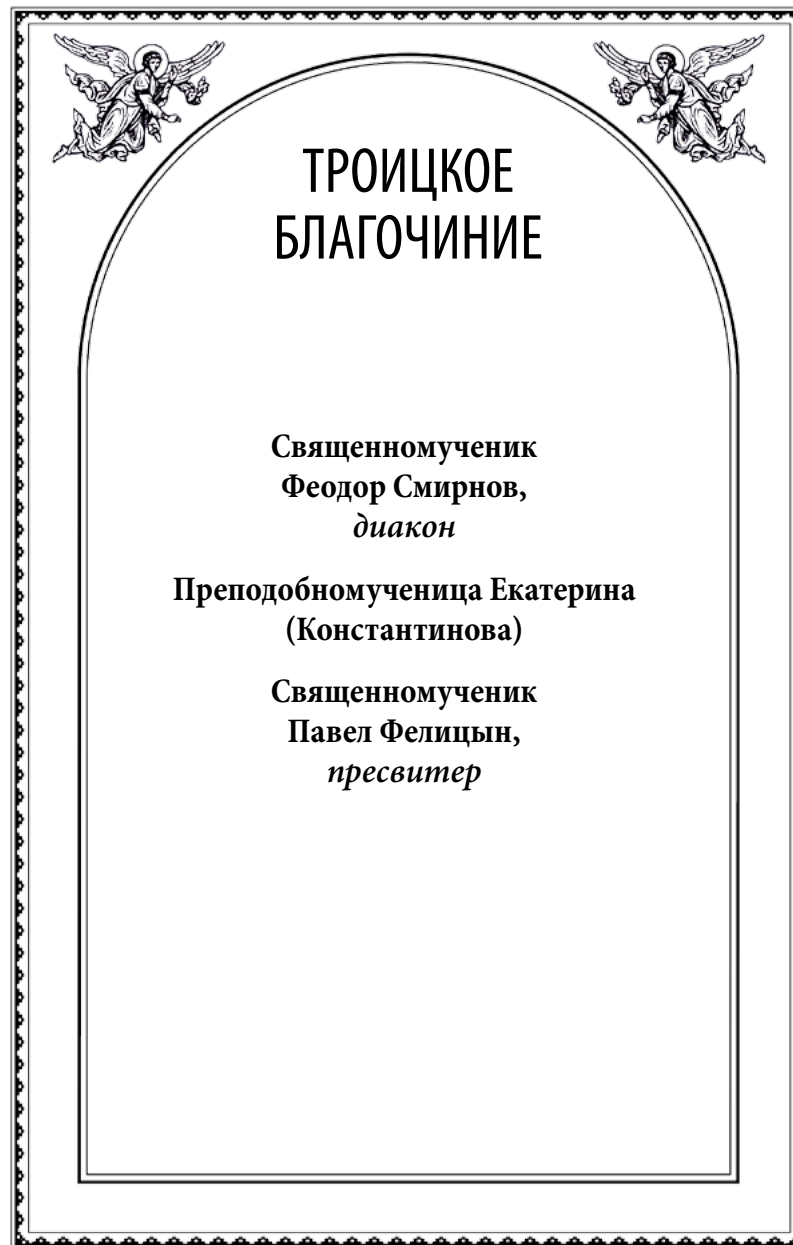 ТРОИЦКОЕ
БЛАГОЧИНИЕ
Священномученик
Феодор Смирнов,
диакон
Преподобномученица Екатерина
(Константинова)
Священномученик
Павел Фелицын,
пресвитер